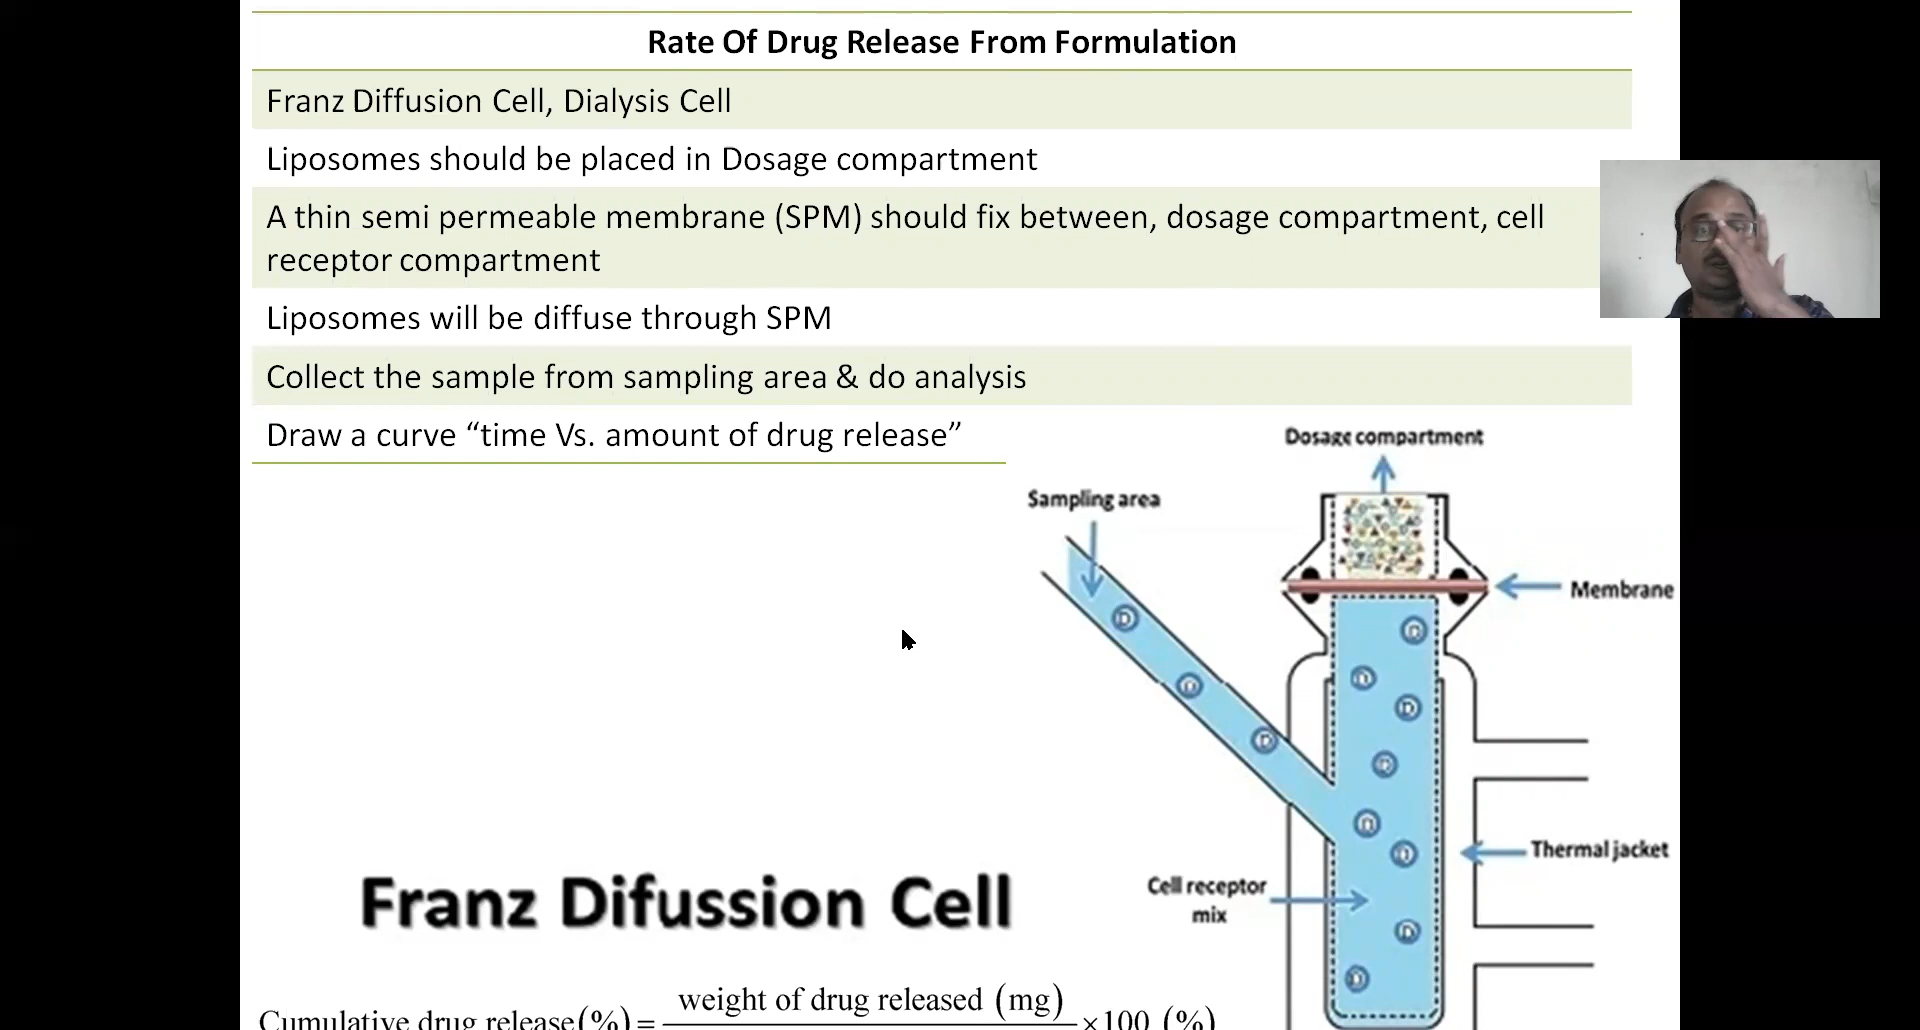 Rate Of Drug Release From Formulation
Franz Diffusion Cell, Dialysis Cell
Liposomes should be placed in Dosage compartment
A thin semi permeable membrane (SPM) should fix between, dosage compartment, cell
receptor compartment
Liposomes will be diffuse through SPM
Collect the sample from sampling area & do analysis
Draw a curve “time Vs. amount of drug release”
Dosage compartment
Sampling area
Membrane
D
D
D
D
D
D
D
D
D
D
D
Thermal jacket
Cell receptor
mix
Franz Difussion Cell
weight of drug released (mg)
Cumulative drug release(%) = ×100 (%)